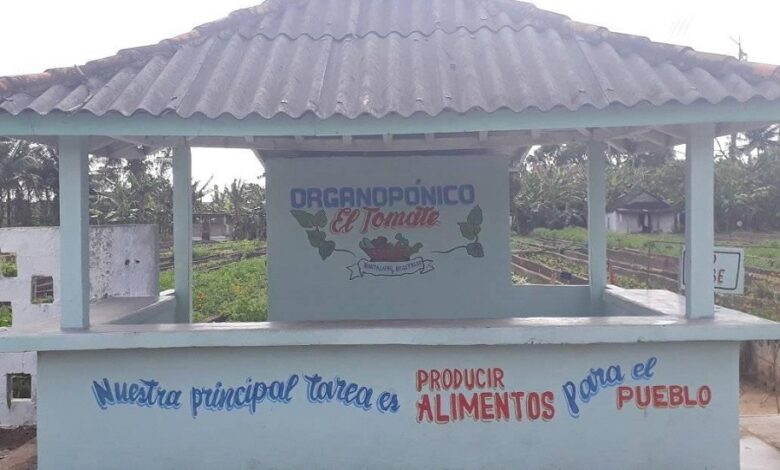 ORGANOPÓNICO
El Tomate
Nuestra principal tarea es PRODUCIR ALIMENTOS Para el PUEBLO